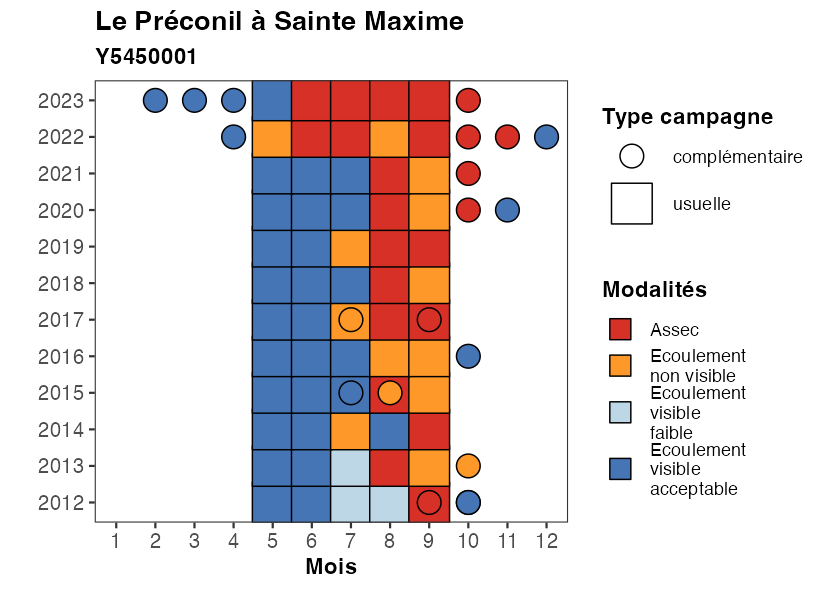 Le Préconil à Sainte Maxime
Y5450001
2023
2022
2021
2020
2019
2018
2017
2016
2015
2014
2013
2012
1 2 3 4 5 6 7 8 9 10 11 12
Mois
Type campagne
complémentaire
usuelle
Modalités
Assec
Ecoulement
non visible
Ecoulement
visible
faible
Ecoulement
visible
acceptable